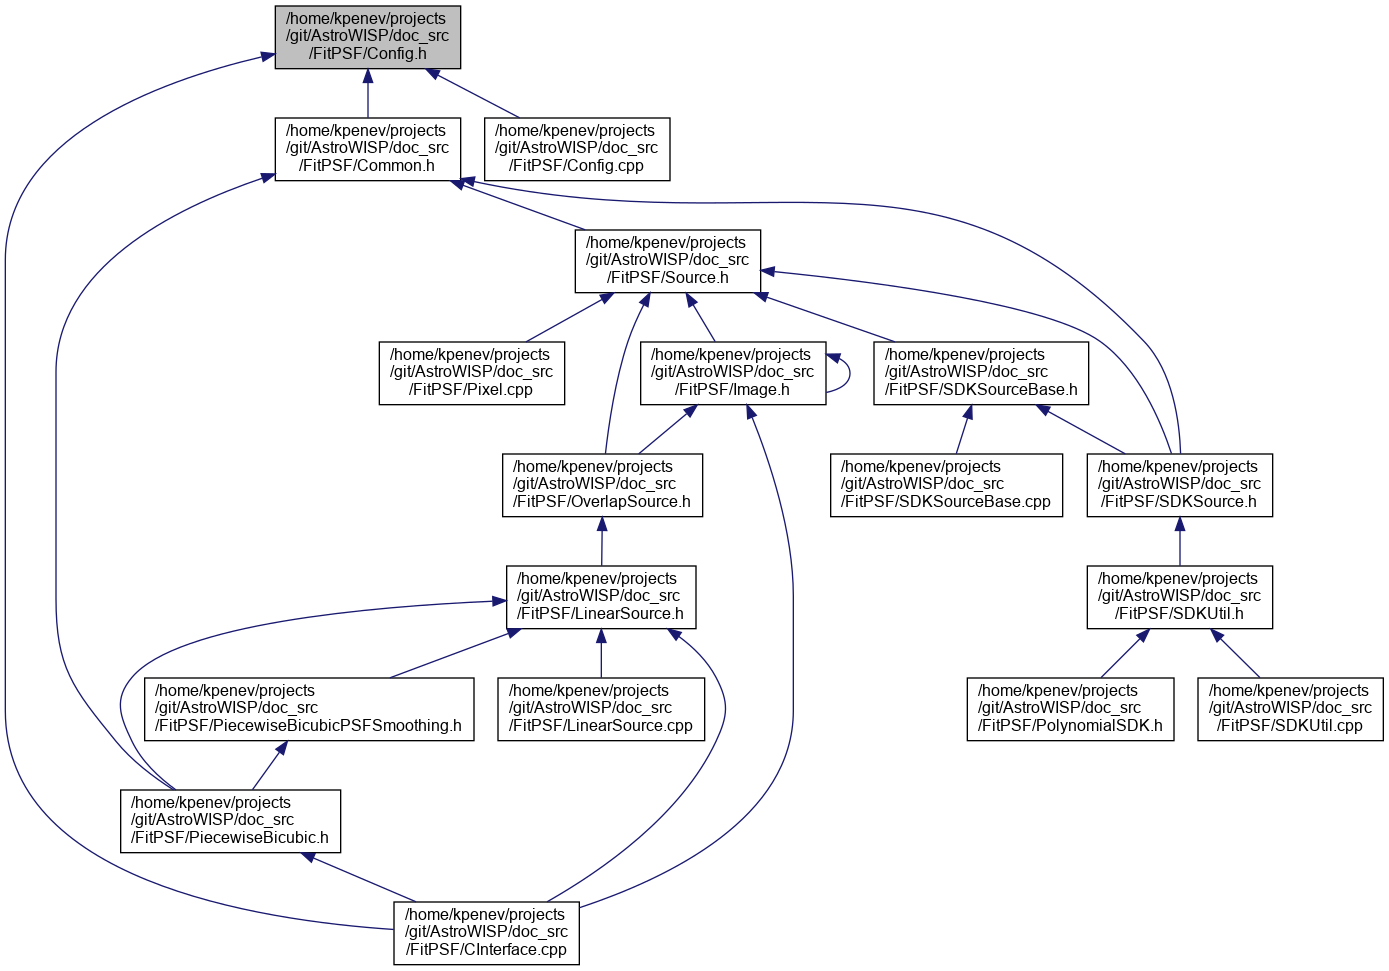 /home/kpenev/projects
/git/AstroWISP/doc_src
/FitPSF/Config.h
/home/kpenev/projects
/git/AstroWISP/doc_src
/FitPSF/Common.h
/home/kpenev/projects
/git/AstroWISP/doc_src
/FitPSF/Config.cpp
/home/kpenev/projects
/git/AstroWISP/doc_src
/FitPSF/Source.h
/home/kpenev/projects
/git/AstroWISP/doc_src
/FitPSF/Pixel.cpp
/home/kpenev/projects
/git/AstroWISP/doc_src
/FitPSF/Image.h
/home/kpenev/projects
/git/AstroWISP/doc_src
/FitPSF/SDKSourceBase.h
/home/kpenev/projects
/git/AstroWISP/doc_src
/FitPSF/OverlapSource.h
/home/kpenev/projects
/git/AstroWISP/doc_src
/FitPSF/SDKSourceBase.cpp
/home/kpenev/projects
/git/AstroWISP/doc_src
/FitPSF/SDKSource.h
/home/kpenev/projects
/git/AstroWISP/doc_src
/FitPSF/LinearSource.h
/home/kpenev/projects
/git/AstroWISP/doc_src
/FitPSF/SDKUtil.h
/home/kpenev/projects
/git/AstroWISP/doc_src
/FitPSF/PiecewiseBicubicPSFSmoothing.h
/home/kpenev/projects
/git/AstroWISP/doc_src
/FitPSF/LinearSource.cpp
/home/kpenev/projects
/git/AstroWISP/doc_src
/FitPSF/PolynomialSDK.h
/home/kpenev/projects
/git/AstroWISP/doc_src
/FitPSF/SDKUtil.cpp
/home/kpenev/projects
/git/AstroWISP/doc_src
/FitPSF/PiecewiseBicubic.h
/home/kpenev/projects
/git/AstroWISP/doc_src
/FitPSF/CInterface.cpp